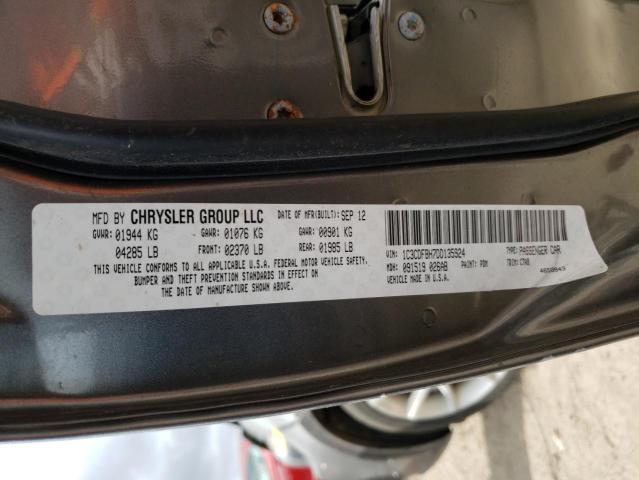 MFD BY CHRYSLER GROUP LLC DATE OF MFR(BUILT): SEP 12
GVWR: 01944 KG GAWR: 01076 KG GAWR: 00901 KG
04285 LB FRONT: 02370 LB REAR: 01985 LB
THIS VEHICLE CONFORMS TO ALL APPLICABLE U.S.A. FEDERAL MOTOR VEHICLE SAFETY,
BUMPER AND THEFT PREVENTION STANDARDS IN EFFECT ON
THE DATE OF MANUFACTURE SHOWN ABOVE.
VIN: 1C3CDFBH7DD135924 TYPE: PASSENGER CAR
MDH: 091519 026AB PAINT: PDM TRIM: CTX8
VEHICLE MADE IN U.S.A. 4658843